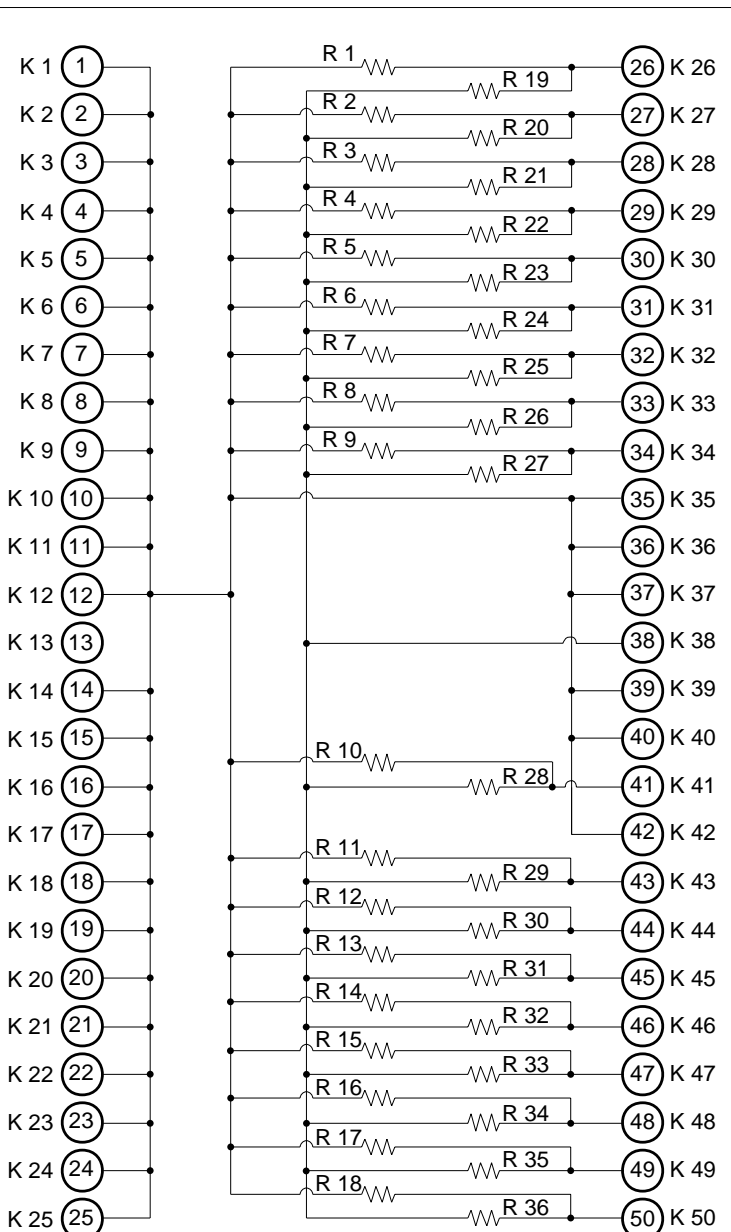 K 1 1 R 1 26 K 26
R 19
K 2 2 R 2 27 K 27
R 20
K 3 3 R 3 28 K 28
R 21
K 4 4 R 4 29 K 29
R 22
K 5 5 R 5 30 K 30
R 23
K 6 6 R 6 31 K 31
R 24
K 7 7 R 7 32 K 32
R 25
K 8 8 R 8 33 K 33
R 26
K 9 9 R 9 34 K 34
R 27
K 10 10 35 K 35
K 11 11 36 K 36
K 12 12 37 K 37
K 13 13 38 K 38
K 14 14 39 K 39
K 15 15 40 K 40
R 10
K 16 16 R 28 41 K 41
K 17 17 42 K 42
R 11
K 18 18 R 29 43 K 43
R 12
K 19 19 R 30 44 K 44
R 13
K 20 20 R 31 45 K 45
R 14
K 21 21 R 32 46 K 46
R 15
K 22 22 R 33 47 K 47
R 16
K 23 23 R 34 48 K 48
R 17
K 24 24 R 35 49 K 49
R 18
K 25 25 R 36 50 K 50